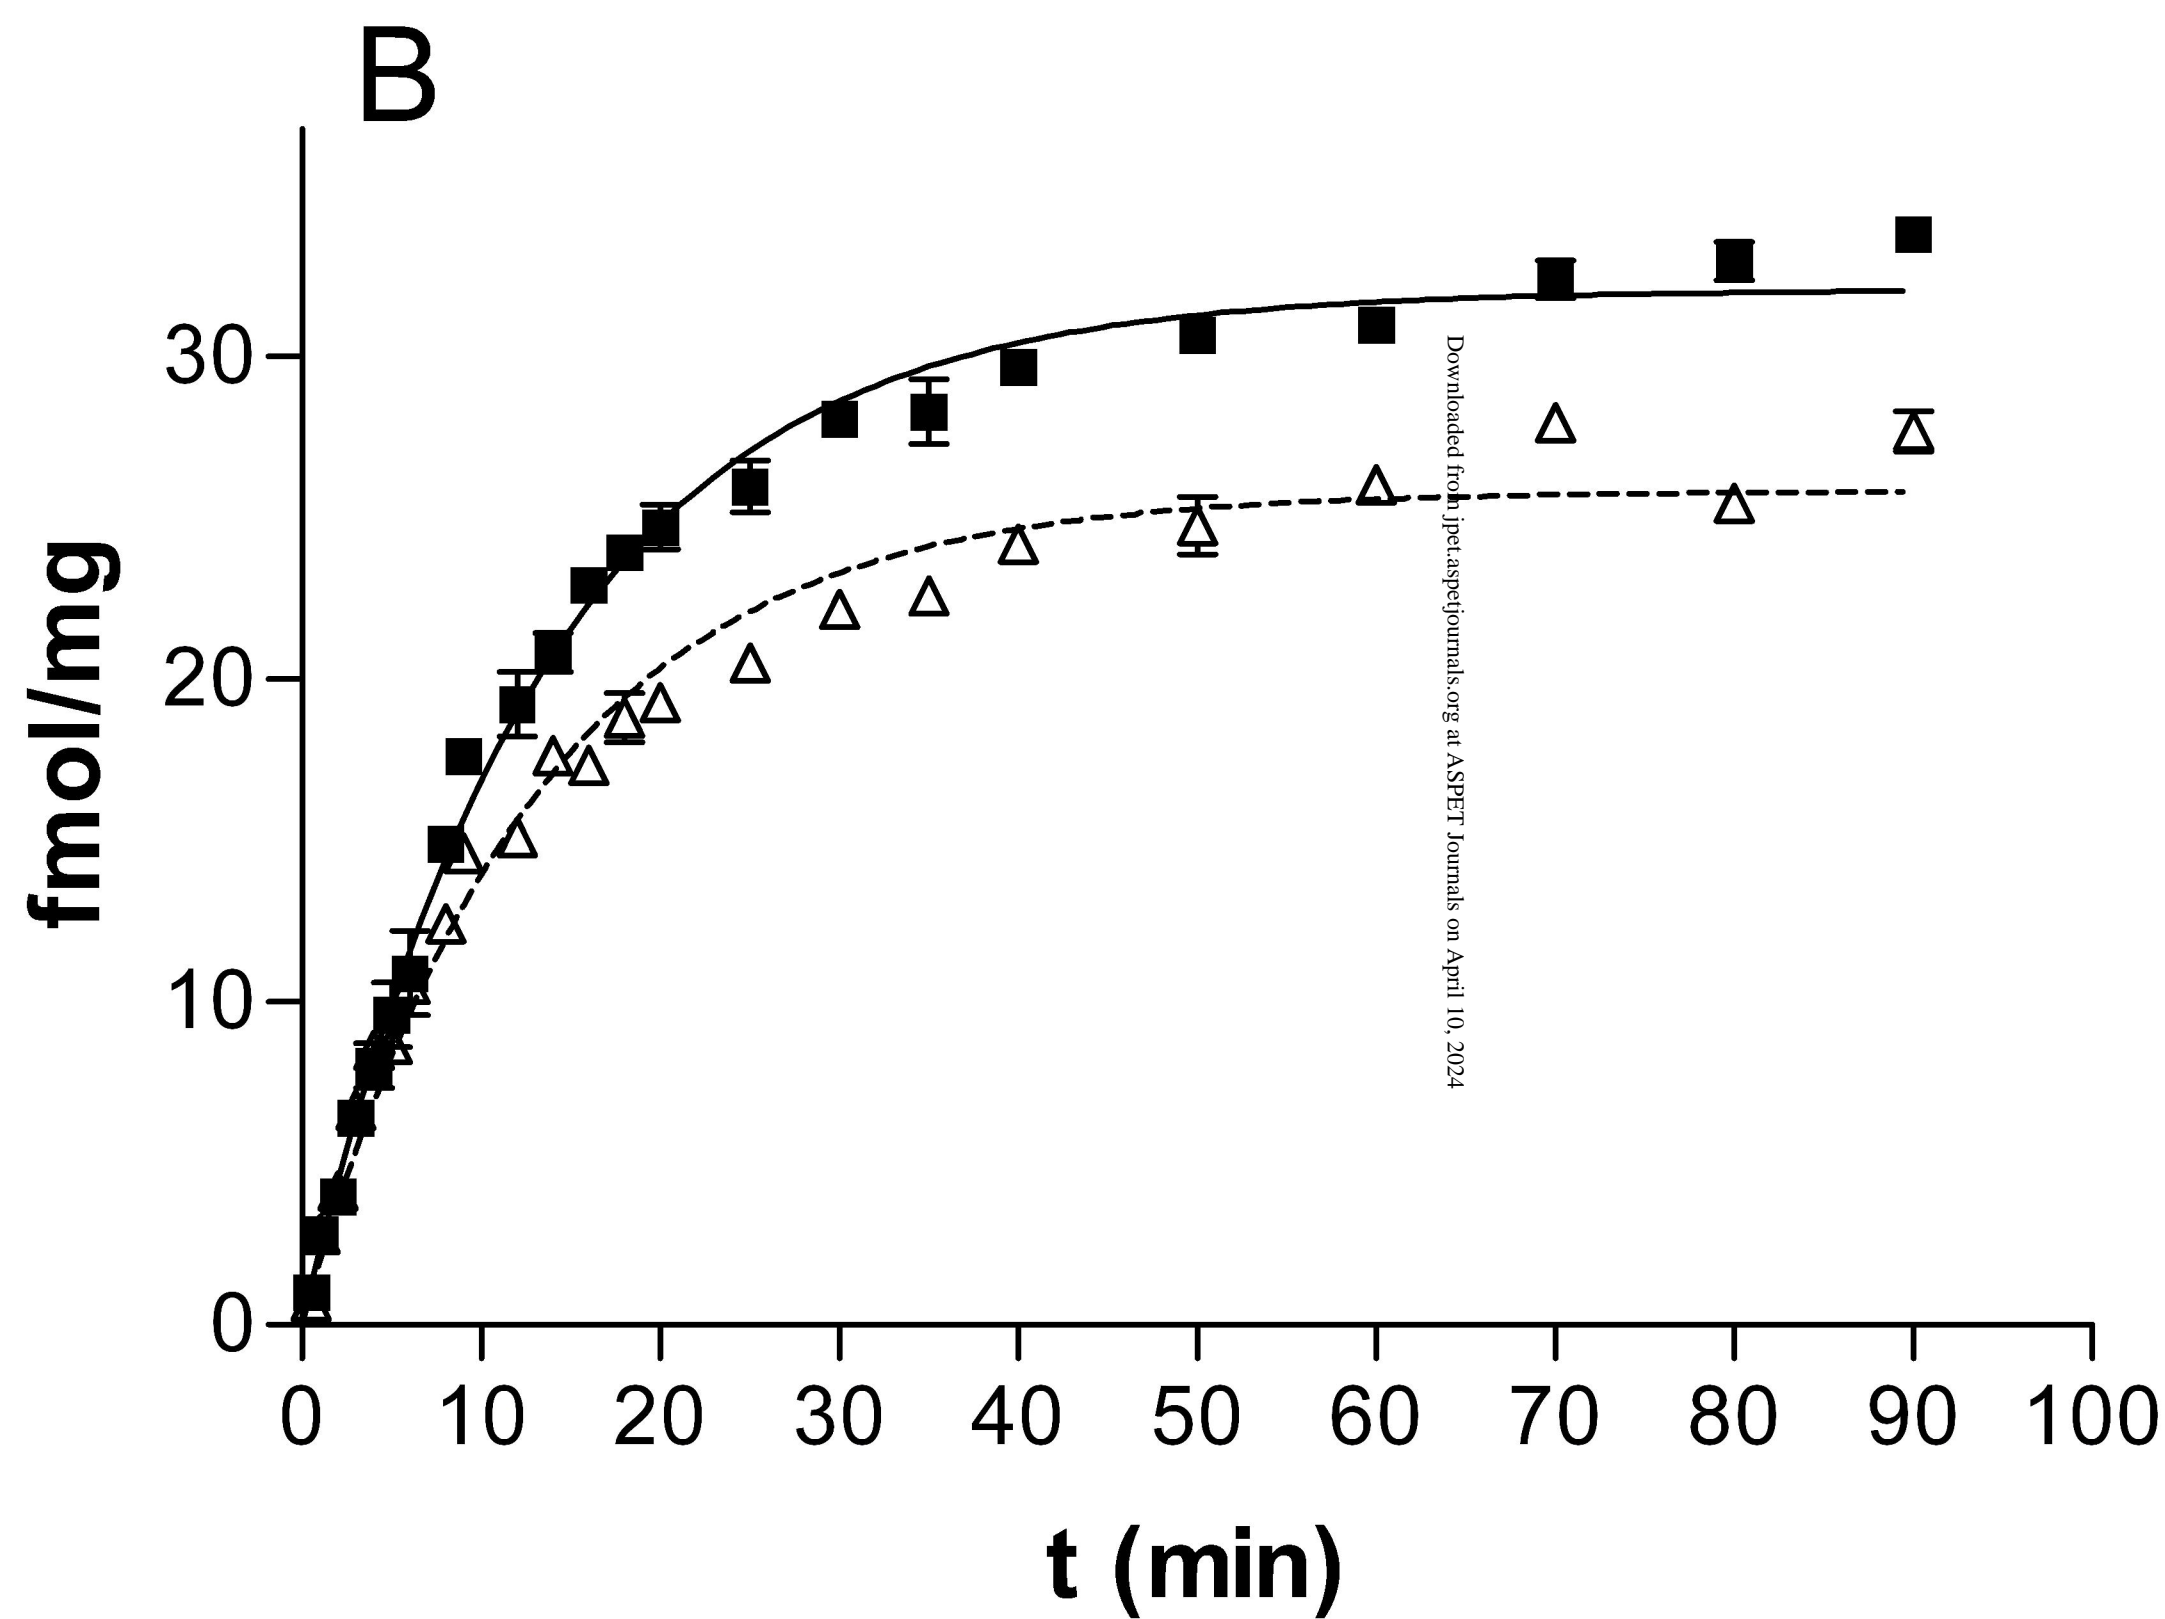 B
fmol/mg
30
20
10
0
0 10 20 30 40 50 60 70 80 90 100
t (min)
Downloaded from jpet.aspetjournals.org at ASPET Journals on April 10, 2024